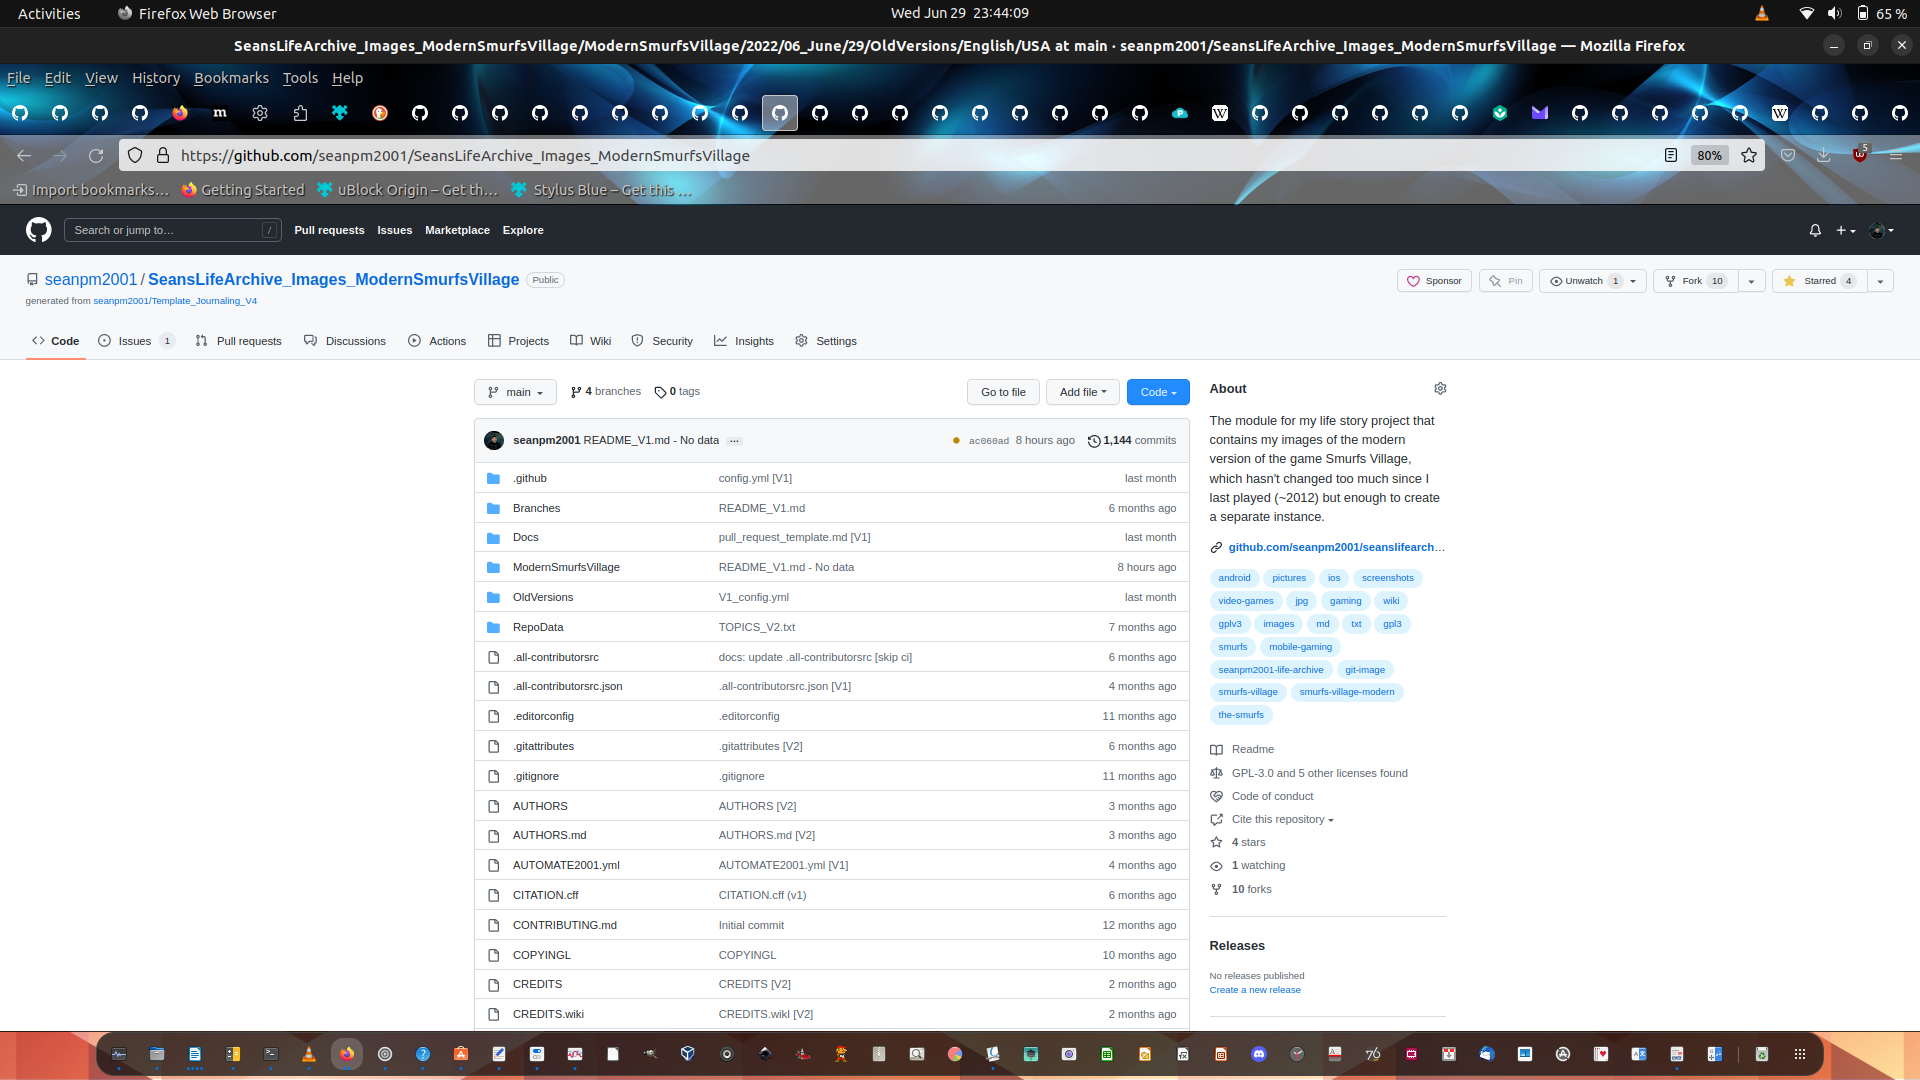 Activities
Firefox Web Browser
Wed Jun 29 23:44:09
65 %
SeansLifeArchive_Images_ModernSmurfsVillage/ModernSmurfsVillage/2022/06_June/29/OldVersions/English/USA at main · seanpm2001/SeansLifeArchive_Images_ModernSmurfsVillage — Mozilla Firefox
File Edit View History Bookmarks Tools Help
https://github.com/seanpm2001/SeansLifeArchive_Images_ModernSmurfsVillage
80%
5
Import bookmarks… Getting Started uBlock Origin – Get th… Stylus Blue – Get this …
Search or jump to… / Pull requests Issues Marketplace Explore
seanpm2001 / SeansLifeArchive_Images_ModernSmurfsVillage Public
Sponsor Pin Unwatch 1 Fork 10 Starred 4
generated from seanpm2001/Template_Journaling_V4
Code Issues 1 Pull requests Discussions Actions Projects Wiki Security Insights Settings
main 4 branches 0 tags Go to file Add file Code
seanpm2001 README_V1.md - No data ... ac060ad 8 hours ago 1,144 commits
.github config.yml [V1] last month
Branches README_V1.md 6 months ago
Docs pull_request_template.md [V1] last month
ModernSmurfsVillage README_V1.md - No data 8 hours ago
OldVersions V1_config.yml last month
RepoData TOPICS_V2.txt 7 months ago
.all-contributorsrc docs: update .all-contributorsrc [skip ci] 6 months ago
.all-contributorsrc.json .all-contributorsrc.json [V1] 4 months ago
.editorconfig .editorconfig 11 months ago
.gitattributes .gitattributes [V2] 6 months ago
.gitignore .gitignore 11 months ago
AUTHORS AUTHORS [V2] 3 months ago
AUTHORS.md AUTHORS.md [V2] 3 months ago
AUTOMATE2001.yml AUTOMATE2001.yml [V1] 4 months ago
CITATION.cff CITATION.cff (v1) 6 months ago
CONTRIBUTING.md Initial commit 12 months ago
COPYINGL COPYINGL 10 months ago
CREDITS CREDITS [V2] 2 months ago
CREDITS.wiki CREDITS.wikI [V2] 2 months ago
About
The module for my life story project that
contains my images of the modern
version of the game Smurfs Village,
which hasn't changed too much since I
last played (~2012) but enough to create
a separate instance.
github.com/seanpm2001/seanslifearch…
android pictures ios screenshots
video-games jpg gaming wiki
gplv3 images md txt gpl3
smurfs mobile-gaming
seanpm2001-life-archive git-image
smurfs-village smurfs-village-modern
the-smurfs
Readme
GPL-3.0 and 5 other licenses found
Code of conduct
Cite this repository
4 stars
1 watching
10 forks
Releases
No releases published
Create a new release